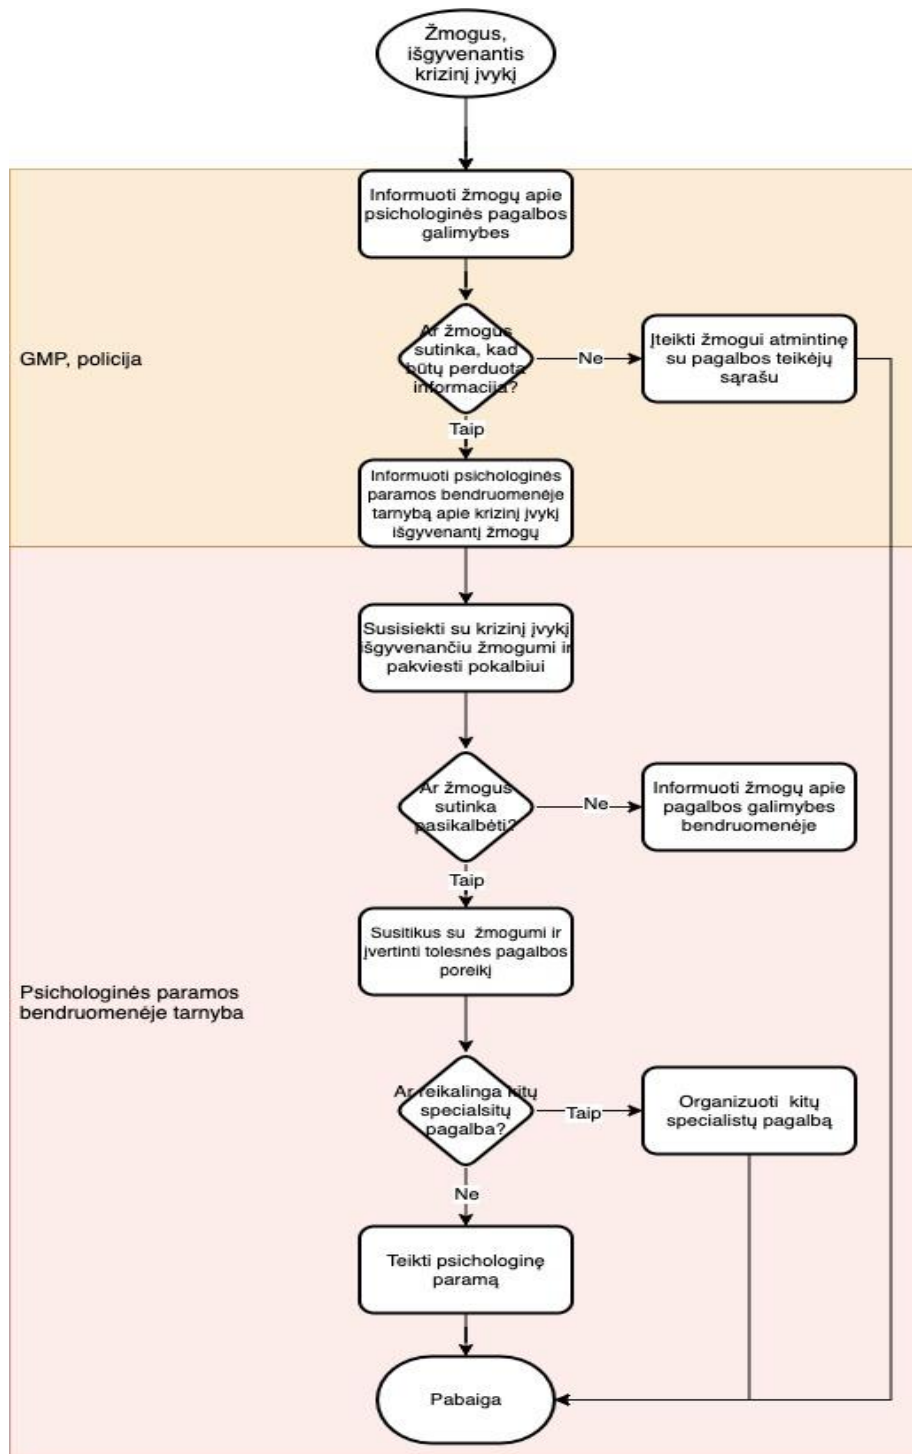 Žmogus,
išgyvenantis
krizinį įvykį
Informuoti žmogų apie
psichologinės pagalbos
galimybes
GMP, policija
Ar žmogus
sutinka, kad
būtų perduota
informacija?
Ne
Įteikti žmogui atmintinę
su pagalbos teikėjų
sąrašu
Taip
Informuoti psichologinės
paramos bendruomenėje
tarnybą apie krizinį įvykį
išgyvenantį žmogų
Susisiekti su krizinį įvykį
išgyvenančiu žmogumi ir
pakviesti pokalbiui
Ar žmogus
sutinka
pasikalbėti?
Ne
Informuoti žmogų apie
pagalbos galimybes
bendruomenėje
Taip
Susitikus su žmogumi ir
įvertinti tolesnės pagalbos
poreikį
Psichologinės paramos
bendruomenėje tarnyba
Ar reikalinga kitų
specialsitų
pagalba?
Taip
Organizuoti kitų
specialistų pagalbą
Ne
Teikti psichologinę
paramą
Pabaiga